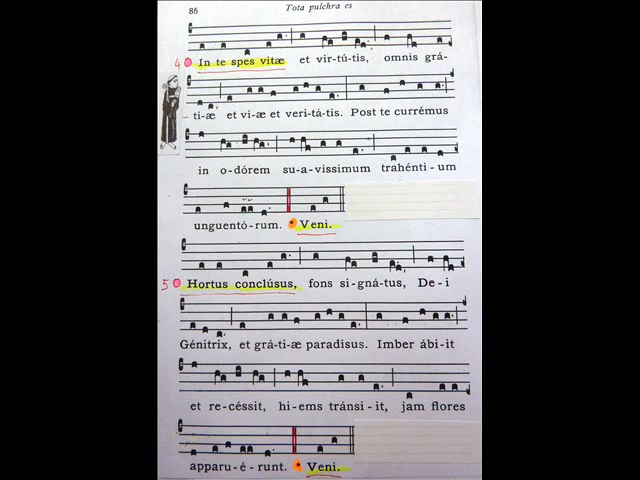 86
Tota pulchra es
4 In te spes vitæ et vir-tú-tis, omnis grá-
ti-æ et vi-æ et veri-tá-tis. Post te currémus
in o-dórem su-a-vissimum trahénti-um
unguentó-rum. * Veni.
5 Hortus conclúsus, fons si-gná-tus, De-i
Génitrix, et grá-ti-æ paradísus. Imber ábi-it
et re-céssit, hi-ems tránsi-it, jam flores
apparu-é-runt. * Veni.